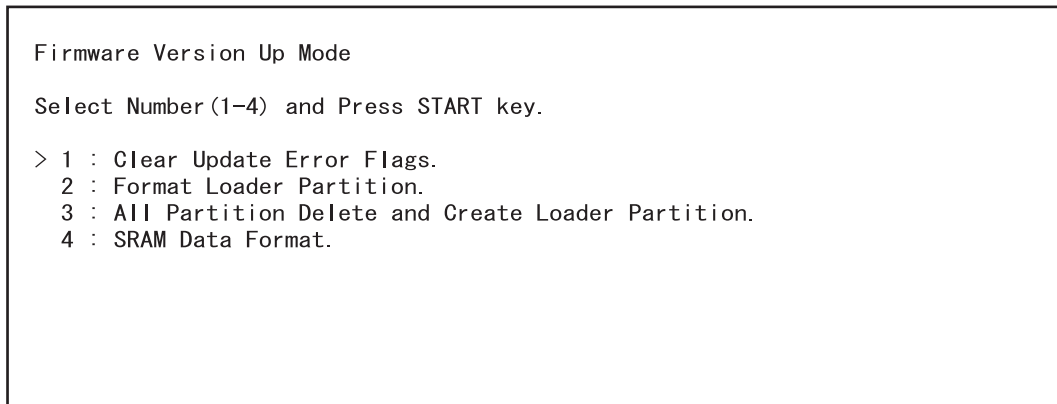 Firmware Version Up Mode
Select Number(1-4) and Press START key.
> 1 : Clear Update Error Flags.
2 : Format Loader Partition.
3 : All Partition Delete and Create Loader Partition.
4 : SRAM Data Format.